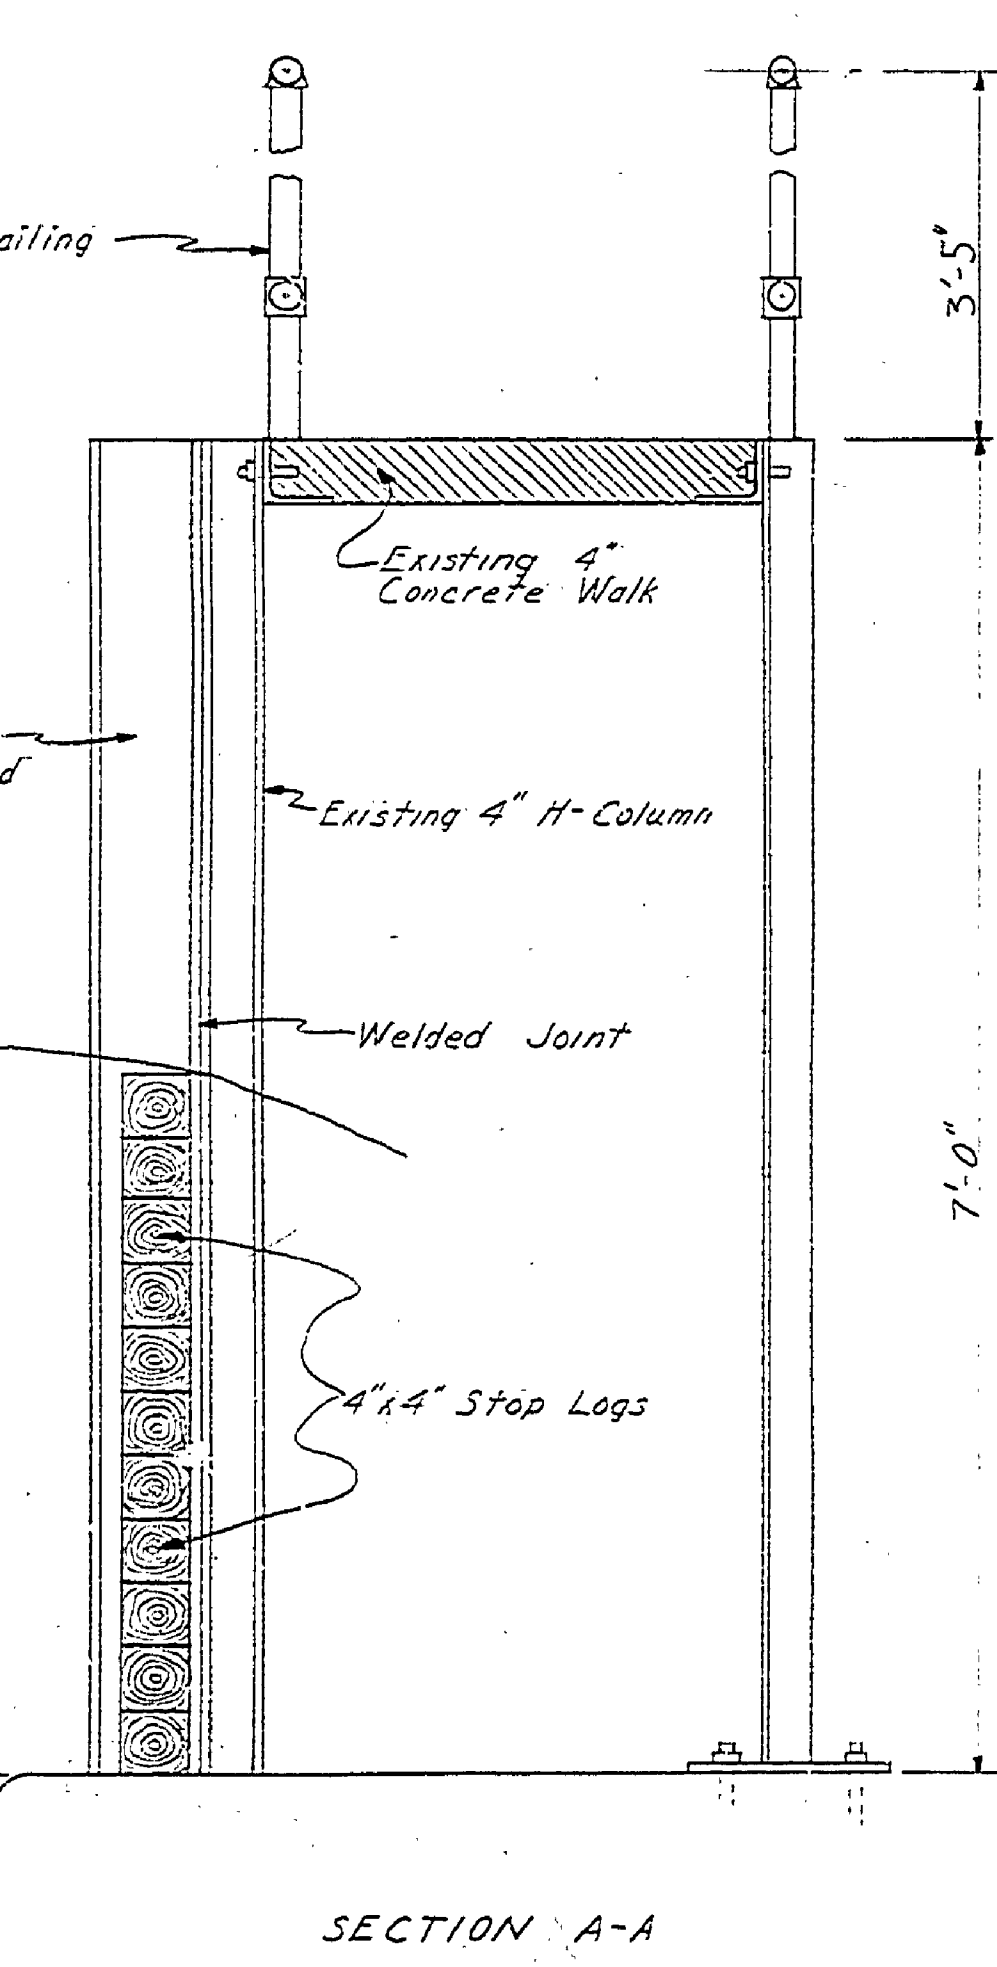 ailing
3'-5"
Existing 4"
Concrete Walk
d
Existing 4" H-Column
Welded Joint
7'-0"
4"x4" Stop Logs
SECTION A-A